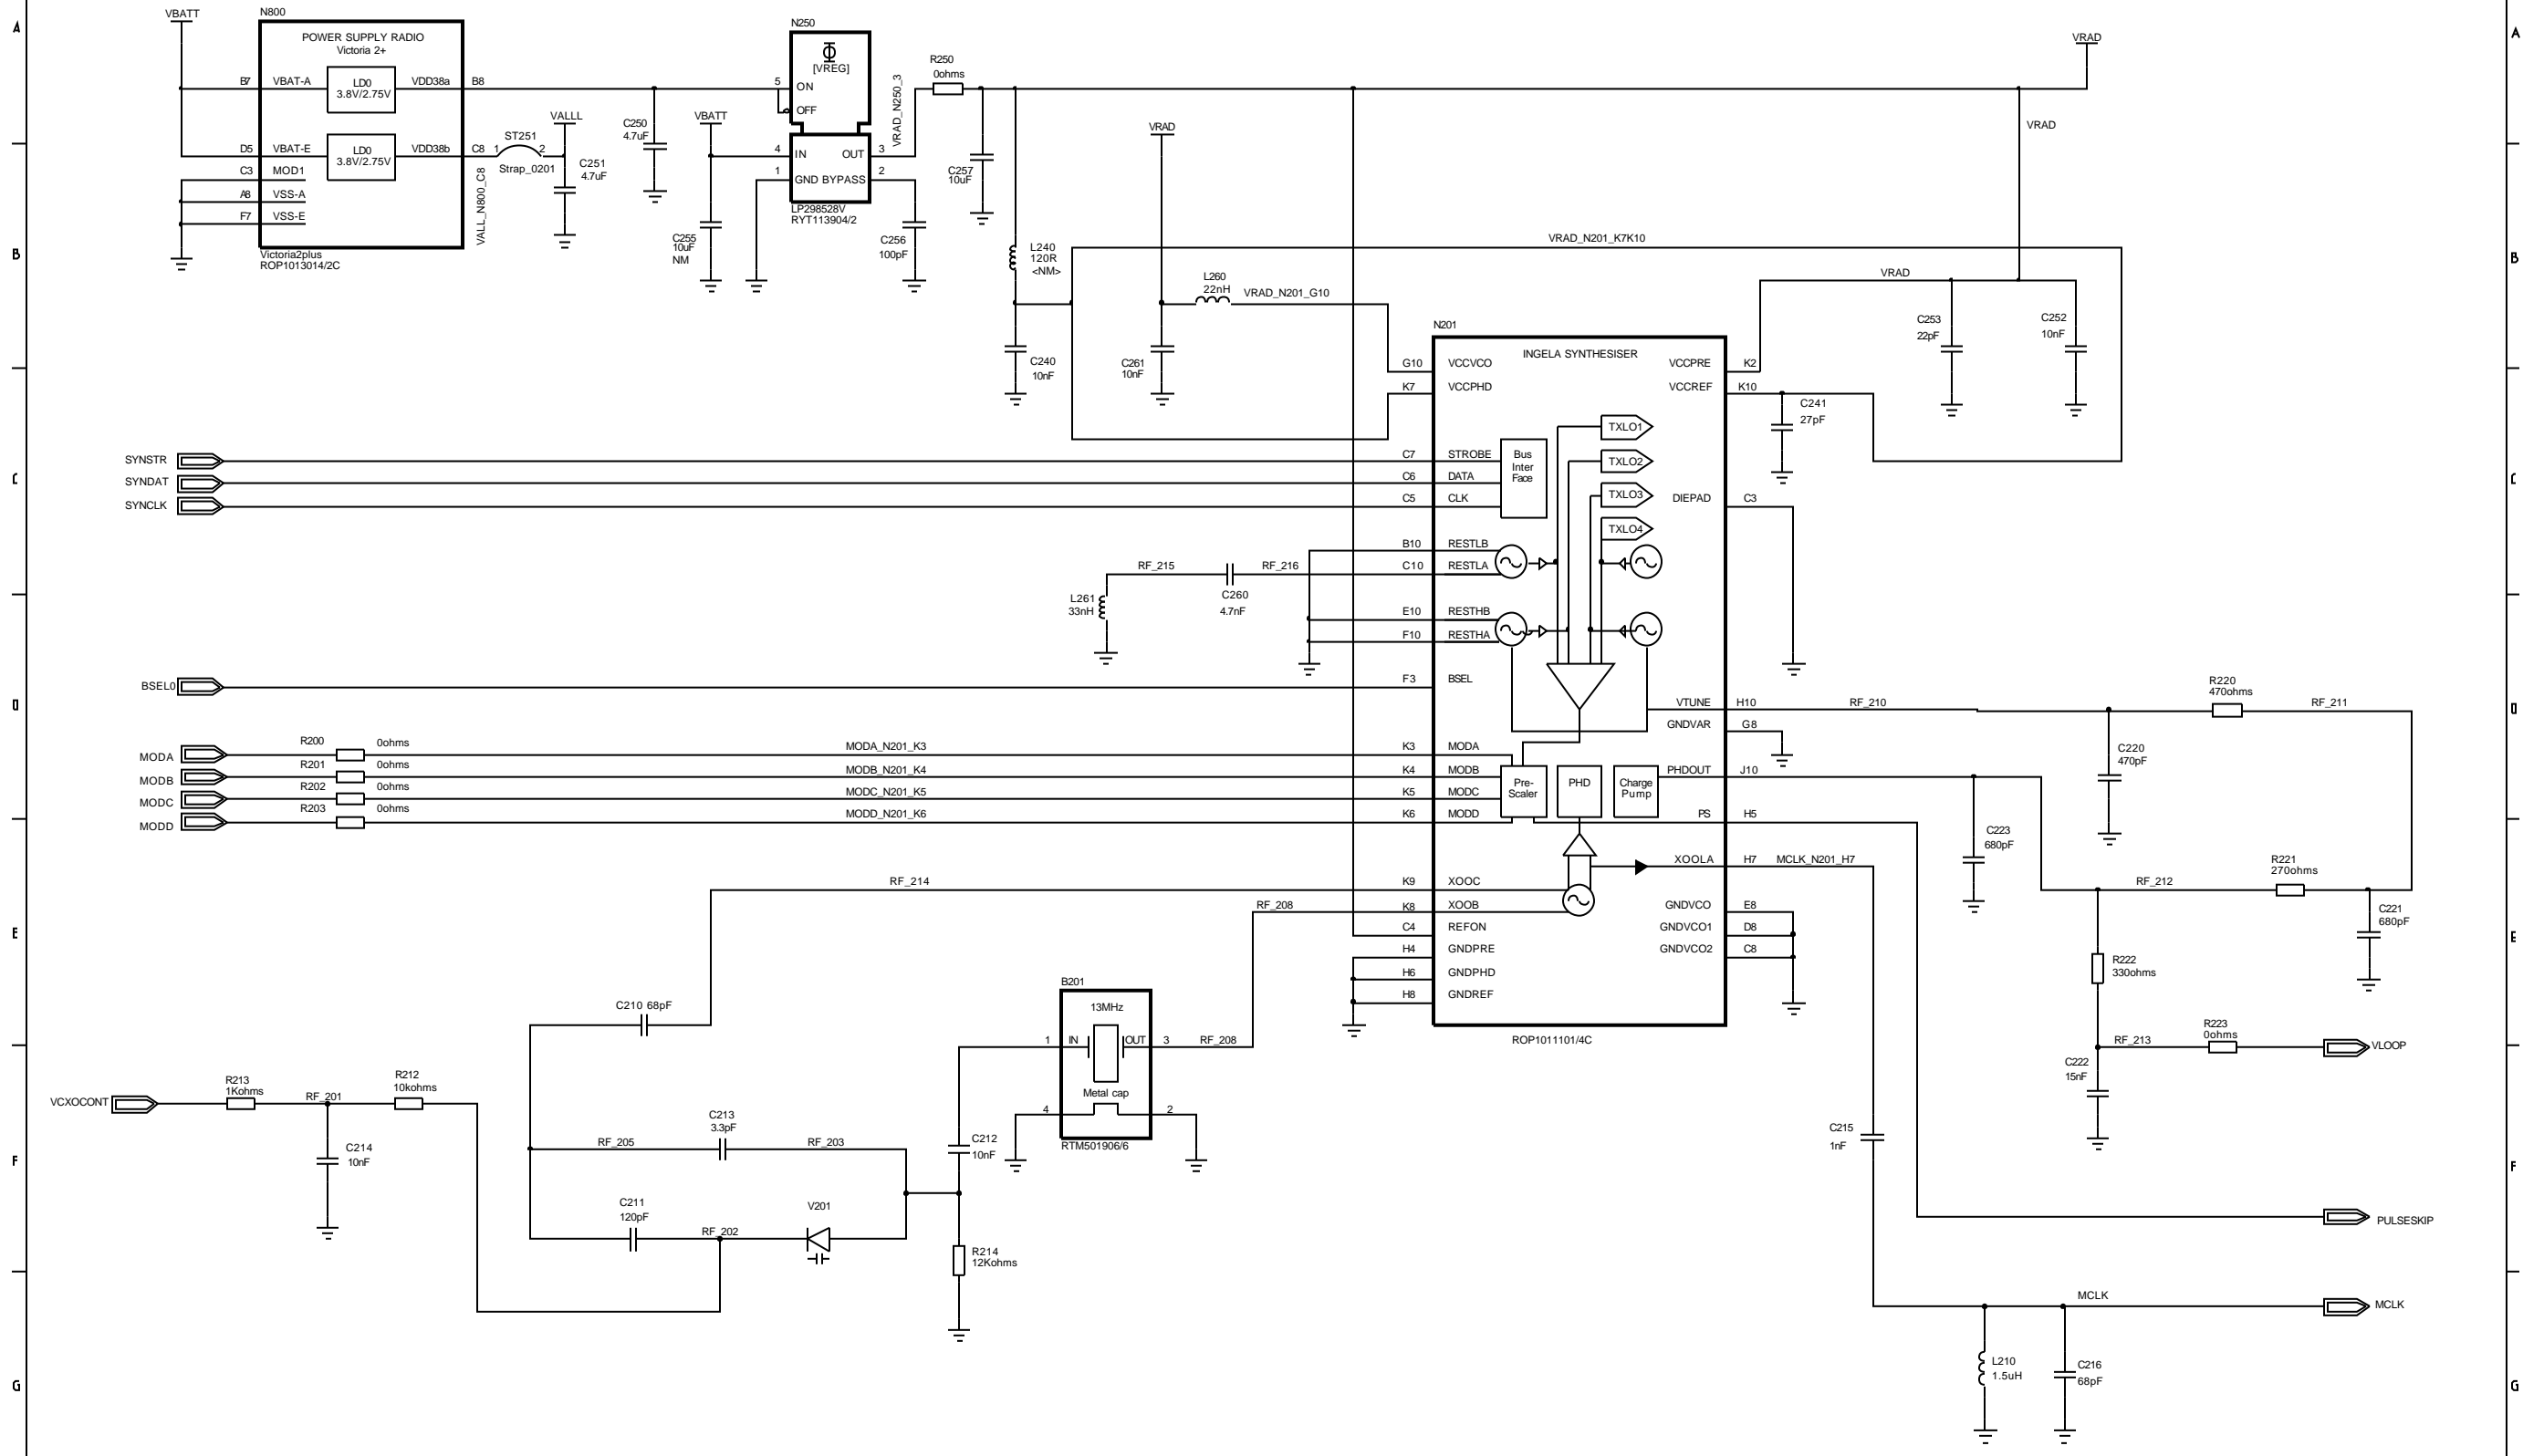 A
A
B
B
C
C
D
D
E
E
F
F
G
G
VBATT
N800
POWER SUPPLY RADIO
Victoria 2+
B7 VBAT-A
LD0
3.8V/2.75V
VDD38a B8
D5 VBAT-E
LD0
3.8V/2.75V
VDD38b C8
C3 MOD1
A8 VSS-A
F7 VSS-E
Victoria2plus
ROP1013014/2C
VALL_N800_C8
1 ST251 2
Strap_0201
VALLL
C251
4.7uF
C250
4.7uF
VBATT
C255
10uF
NM
N250
[VREG]
5 ON
OFF
4 IN
OUT 3
1 GND
BYPASS 2
LP298528V
RYT113904/2
VRAD_N250_3
C256
100pF
R250
0ohms
C257
10uF
L240
120R
<NM>
C240
10nF
VRAD
C261
10nF
L260
22nH
VRAD_N201_G10
VRAD_N201_K7K10
VRAD
VRAD
VRAD
C253
22pF
C252
10nF
C241
27pF
N201
INGELA SYNTHESISER
G10 VCCVCO
K7 VCCPHD
VCCPRE K2
VCCREF K10
TXLO1
TXLO2
TXLO3
TXLO4
SYNSTR
SYNDAT
SYNCLK
C7 STROBE
C6 DATA
C5 CLK
Bus
Inter
Face
DIEPAD C3
B10 RESTLB
C10 RESTLA
E10 RESTHB
F10 RESTHA
RF_215
RF_216
C260
4.7nF
L261
33nH
BSEL0
F3 BSEL
VTUNE H10
GNDVAR G8
RF_210
R220
470ohms
RF_211
C220
470pF
MODA
R200
0ohms
MODA_N201_K3
K3 MODA
MODB
R201
0ohms
MODB_N201_K4
K4 MODB
MODC
R202
0ohms
MODC_N201_K5
K5 MODC
MODD
R203
0ohms
MODD_N201_K6
K6 MODD
Pre-
Scaler
PHD
Charge
Pump
PHDOUT J10
PS H5
XOOLA H7
MCLK_N201_H7
C223
680pF
R221
270ohms
RF_212
C221
680pF
RF_214
K9 XOOC
RF_208
K8 XOOB
C4 REFON
H4 GNDPRE
H6 GNDPHD
H8 GNDREF
GNDVCO E8
GNDVCO1 D8
GNDVCO2 C8
ROP1011101/4C
R222
330ohms
RF_213
R223
0ohms
VLOOP
C222
15nF
C210 68pF
B201
13MHz
1 IN
OUT 3
RF_208
Metal cap
4
2
RTM501906/6
VCXOCONT
R213
1Kohms
RF_201
R212
10kohms
C214
10nF
RF_205
C213
3.3pF
RF_203
C211
120pF
RF_202
V201
C212
10nF
R214
12Kohms
C215
1nF
PULSESKIP
MCLK
MCLK
L210
1.5uH
C216
68pF